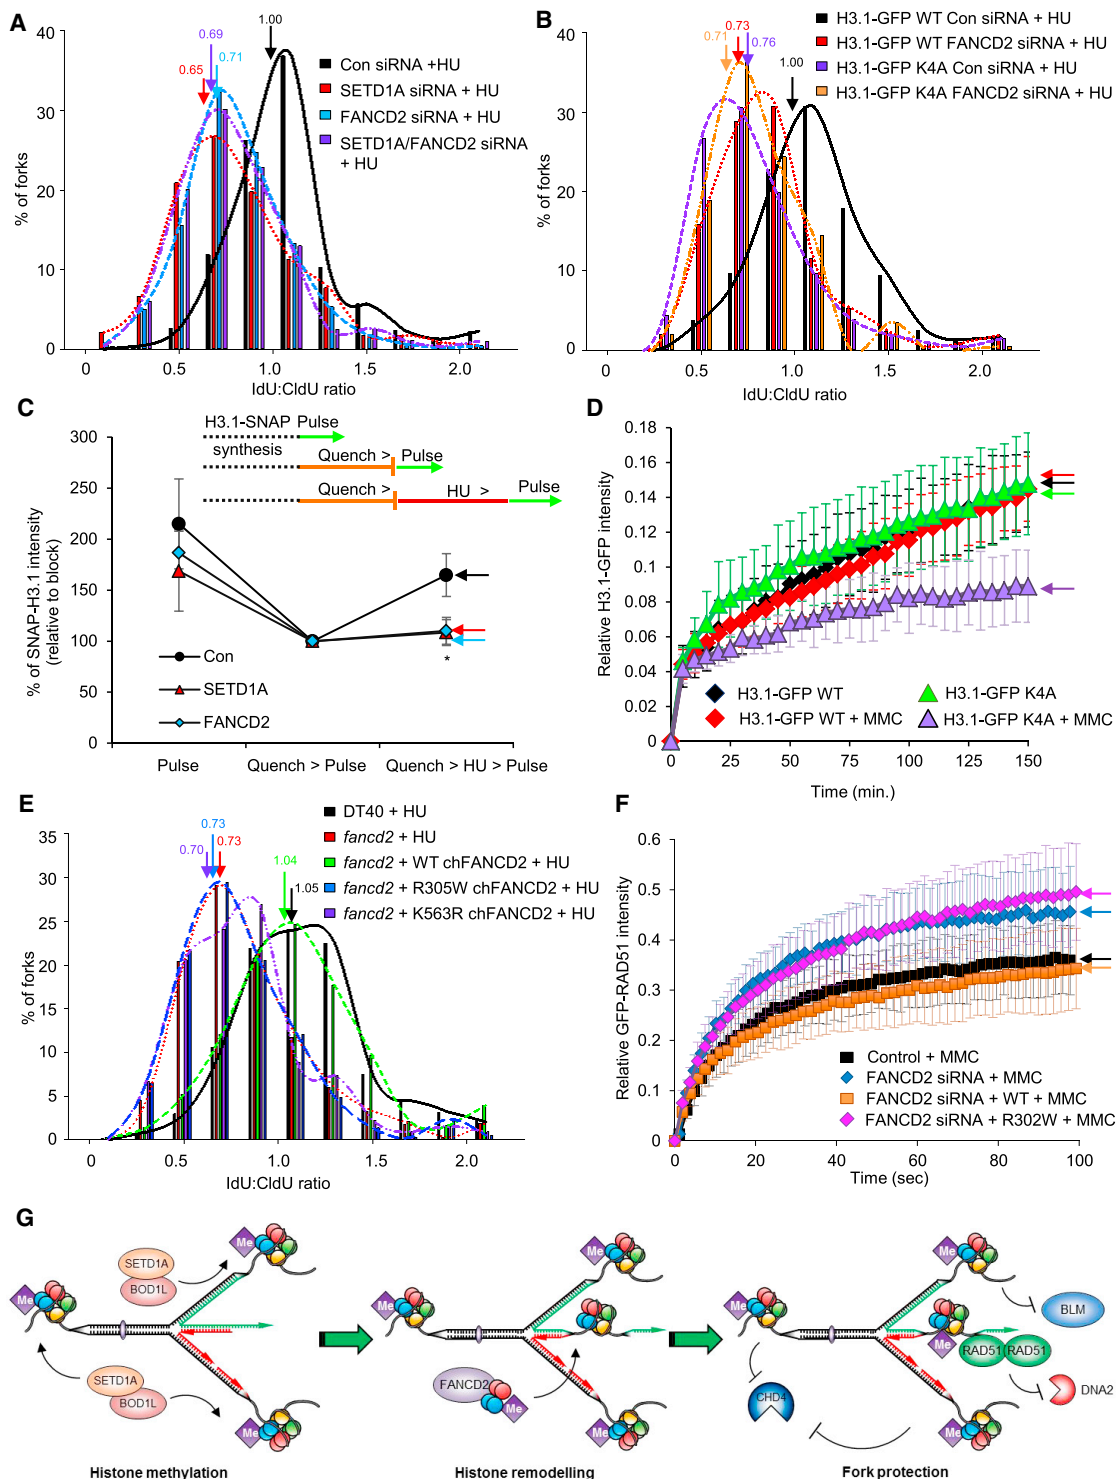 A
1.00
0.69
0.71
0.65
Con siRNA +HU
SETD1A siRNA + HU
FANCD2 siRNA + HU
SETD1A/FANCD2 siRNA
+ HU
% of forks
40
30
20
10
0
0 0.5 1.0 1.5 2.0
IdU:CldU ratio
B
0.73
0.71
0.76
1.00
H3.1-GFP WT Con siRNA + HU
H3.1-GFP WT FANCD2 siRNA + HU
H3.1-GFP K4A Con siRNA + HU
H3.1-GFP K4A FANCD2 siRNA + HU
% of forks
40
30
20
10
0
0 0.5 1.0 1.5 2.0
IdU:CldU ratio
C
H3.1-SNAP Pulse
synthesis
Quench > Pulse
Quench > HU > Pulse
% of SNAP-H3.1 intensity
(relative to block)
300
250
200
150
100
50
0
Con
SETD1A
FANCD2
*
Pulse Quench > Pulse Quench > HU > Pulse
D
Relative H3.1-GFP intensity
0.18
0.16
0.14
0.12
0.1
0.08
0.06
0.04
0.02
0
H3.1-GFP WT H3.1-GFP K4A
H3.1-GFP WT + MMC H3.1-GFP K4A + MMC
0 25 50 75 100 125 150
Time (min.)
E
0.73
0.70
0.73
1.04
1.05
DT40 + HU
fancd2 + HU
fancd2 + WT chFANCD2 + HU
fancd2 + R305W chFANCD2 + HU
fancd2 + K563R chFANCD2 + HU
% of forks
35
30
25
20
15
10
5
0
0 0.5 1.0 1.5 2.0
IdU:CldU ratio
F
Relative GFP-RAD51 intensity
0.6
0.5
0.4
0.3
0.2
0.1
0
Control + MMC
FANCD2 siRNA + MMC
FANCD2 siRNA + WT + MMC
FANCD2 siRNA + R302W + MMC
0 20 40 60 80 100
Time (sec)
G
Me
SETD1A
BOD1L
Me
SETD1A
BOD1L
Me
Histone methylation
Me
Me
FANCD2
Me
Me
Histone remodelling
Me
Me
BLM
Me
RAD51 RAD51
DNA2
CHD4
Me
Fork protection